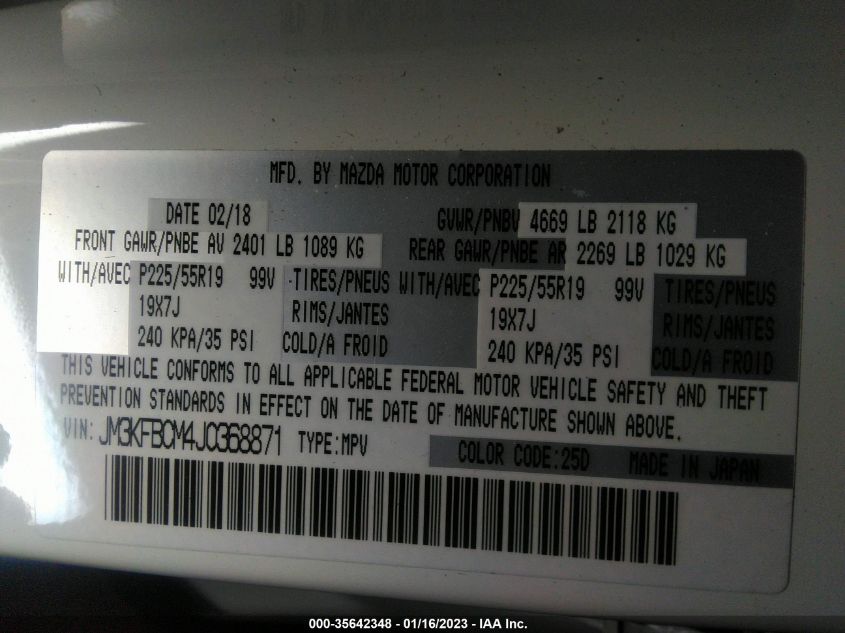 MFD. BY MAZDA MOTOR CORPORATION
DATE 02/18 GVWR/PNBV 4669 LB 2118 KG
FRONT GAWR/PNBE AV 2401 LB 1089 KG REAR GAWR/PNBE AR 2269 LB 1029 KG
WITH/AVEC P225/55R19 99V TIRES/PNEUS WITH/AVEC P225/55R19 99V TIRES/PNEUS
19X7J RIMS/JANTES 19X7J RIMS/JANTES
240 KPA/35 PSI COLD/A FROID 240 KPA/35 PSI COLD/A FROID
THIS VEHICLE CONFORMS TO ALL APPLICABLE FEDERAL MOTOR VEHICLE SAFETY AND THEFT
PREVENTION STANDARDS IN EFFECT ON THE DATE OF MANUFACTURE SHOWN ABOVE.
VIN: JM3KFBCM4J0368871 TYPE:MPV COLOR CODE:25D MADE IN JAPAN
000-35642348 - 01/16/2023 - IAA Inc.